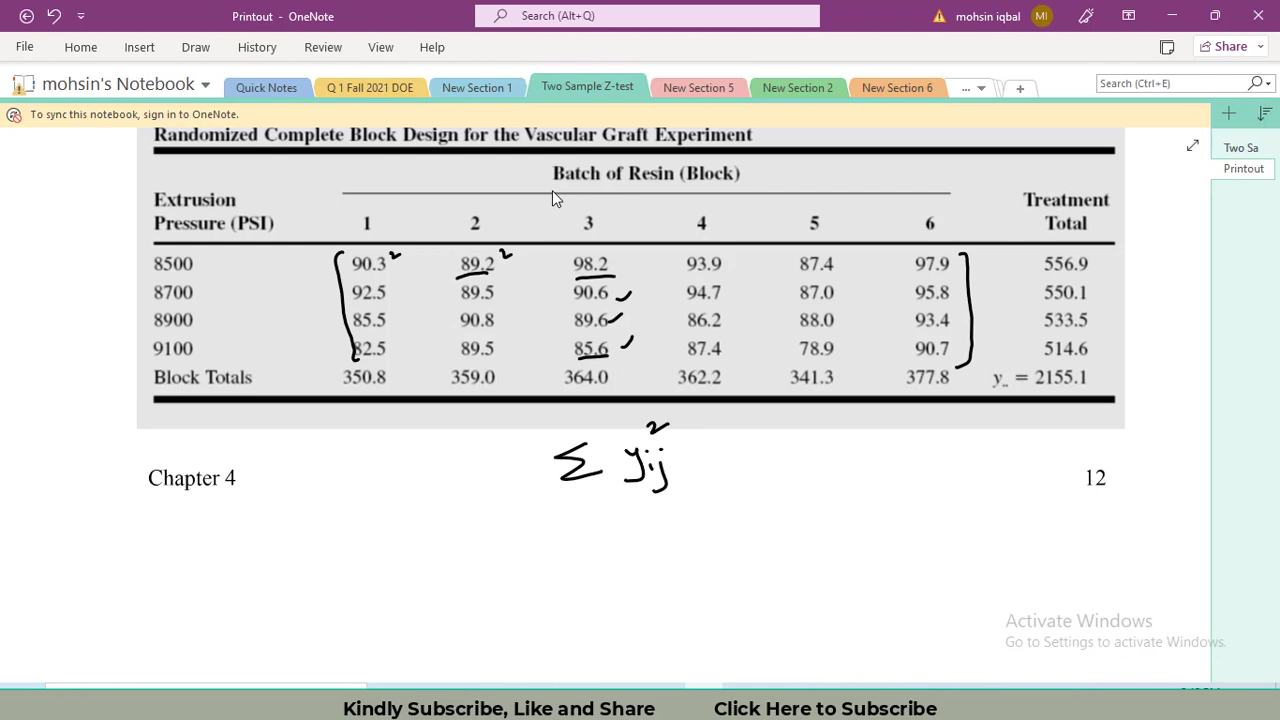 Printout - OneNote
Search (Alt+Q)
mohsin iqbal
MI
File Home Insert Draw History Review View Help
Share
mohsin's Notebook
Quick Notes
Q 1 Fall 2021 DOE
New Section 1
Two Sample Z-test
New Section 5
New Section 2
New Section 6
...
Search (Ctrl+E)
To sync this notebook, sign in to OneNote.
Two Sa
Printout
Randomized Complete Block Design for the Vascular Graft Experiment
Batch of Resin (Block)
Extrusion Treatment
Pressure (PSI) 1 2 3 4 5 6 Total
8500 90.3² 89.2² 98.2 93.9 87.4 97.9 556.9
8700 92.5 89.5 90.6 94.7 87.0 95.8 550.1
8900 85.5 90.8 89.6 86.2 88.0 93.4 533.5
9100 82.5 89.5 85.6 87.4 78.9 90.7 514.6
Block Totals 350.8 359.0 364.0 362.2 341.3 377.8 y.. = 2155.1
Σ yij²
Chapter 4 12
Activate Windows
Go to Settings to activate Windows.
Kindly Subscribe, Like and Share Click Here to Subscribe